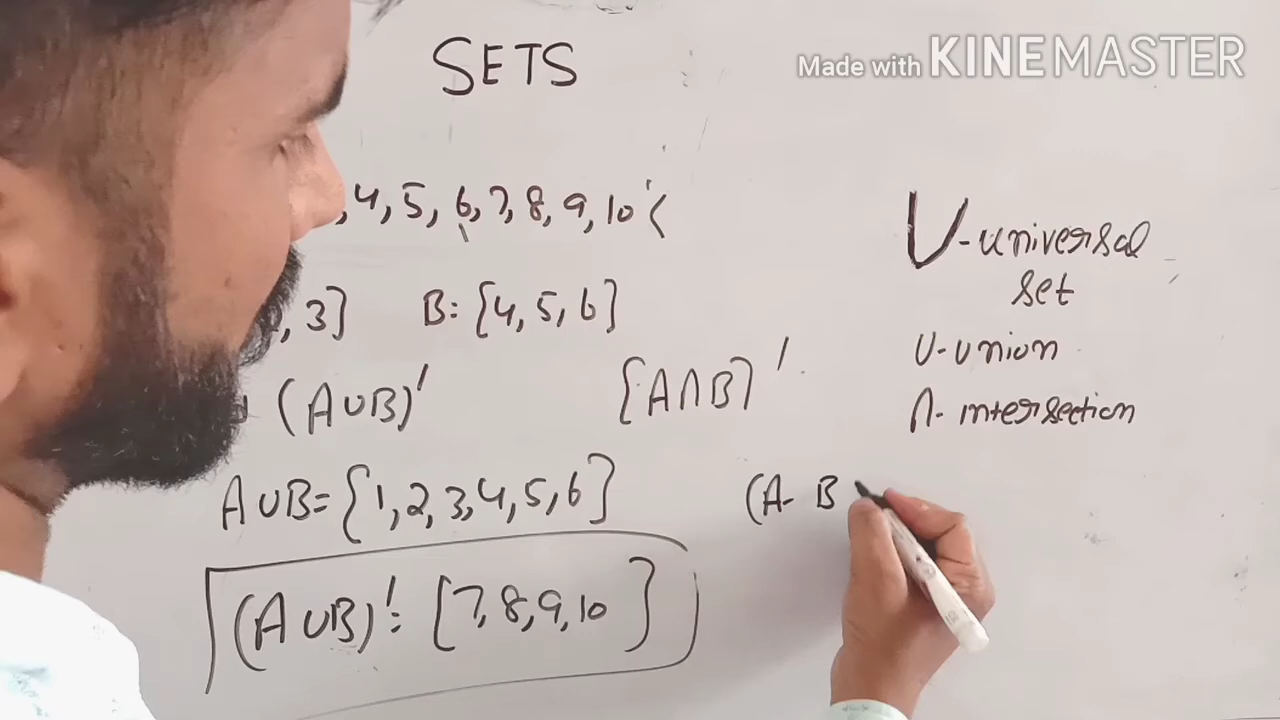 SETS
Made with KINEMASTER
, 4, 5, 6, 7, 8, 9, 10
U-universal
set
, 3] B: [4, 5, 6]
U-union
(A∪B)' [A∩B)'
∩- intersection
A∪B= {1, 2, 3, 4, 5, 6}
(A- B
(A∪B)': [7, 8, 9, 10]